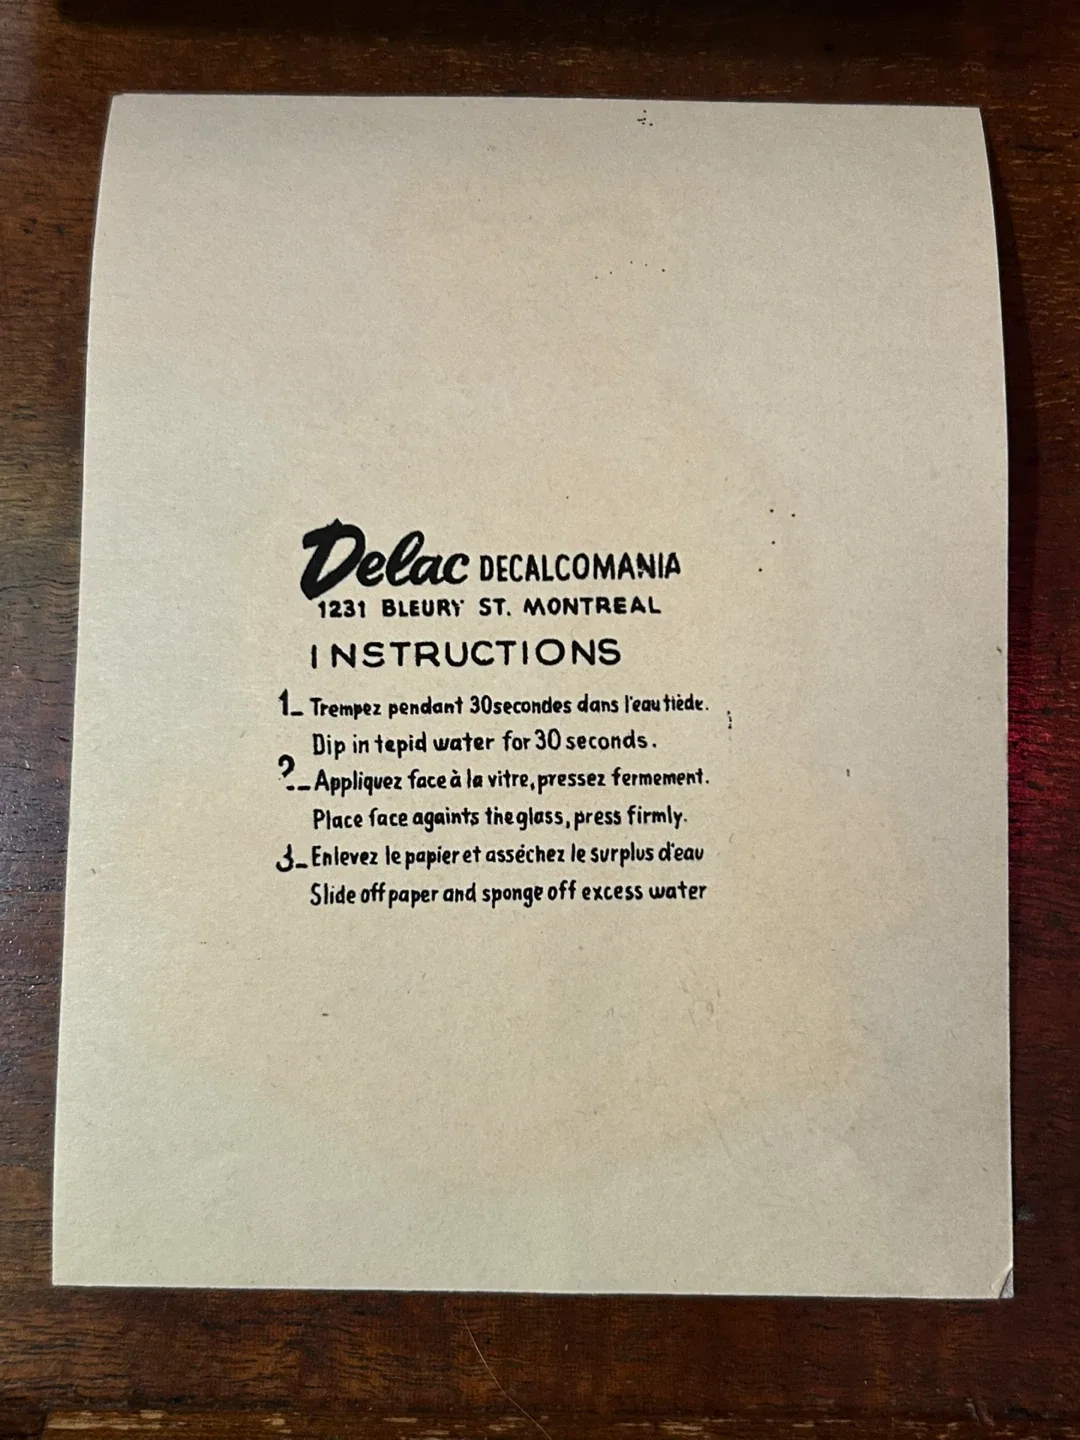 Delac DECALCOMANIA
1231 BLEURY ST. MONTREAL
INSTRUCTIONS
1_ Trempez pendant 30 secondes dans l'eau tiède.
Dip in tepid water for 30 seconds.
2_ Appliquez face à la vitre, pressez fermement.
Place face againts the glass, press firmly.
3_ Enlevez le papier et asséchez le surplus d'eau
Slide off paper and sponge off excess water